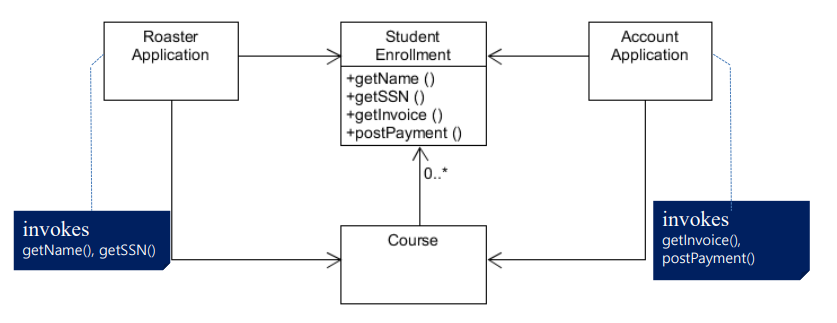 Roaster
Application
Student
Enrollment
+getName ()
+getSSN ()
+getInvoice ()
+postPayment ()
Account
Application
0..*
invokes
getName(), getSSN()
Course
invokes
getInvoice(),
postPayment()